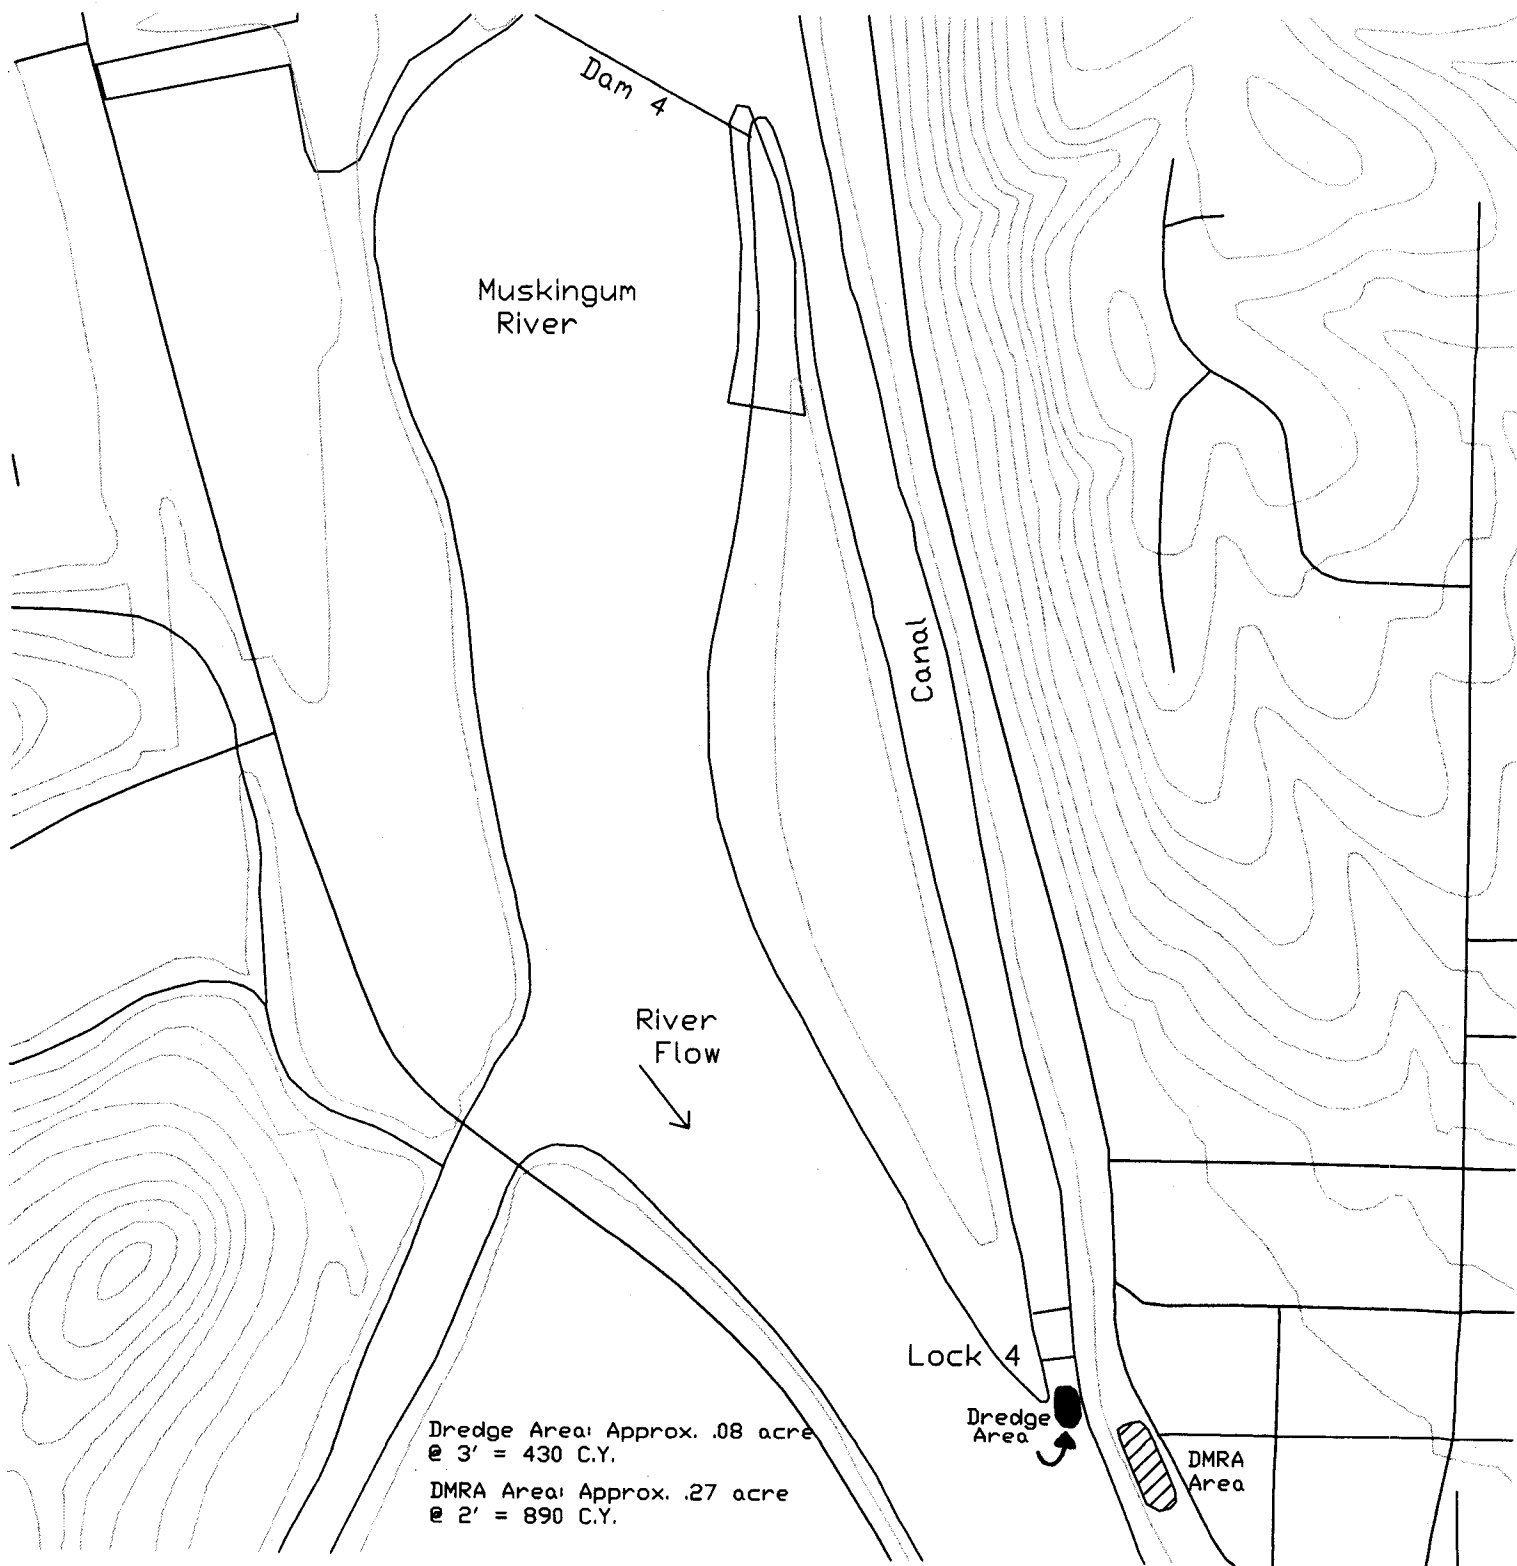 Dam 4
Muskingum
River
Canal
River
Flow
Lock 4
Dredge
Area
DMRA
Area
Dredge Area: Approx. .08 acre
@ 3' = 430 C.Y.
DMRA Area: Approx. .27 acre
@ 2' = 890 C.Y.